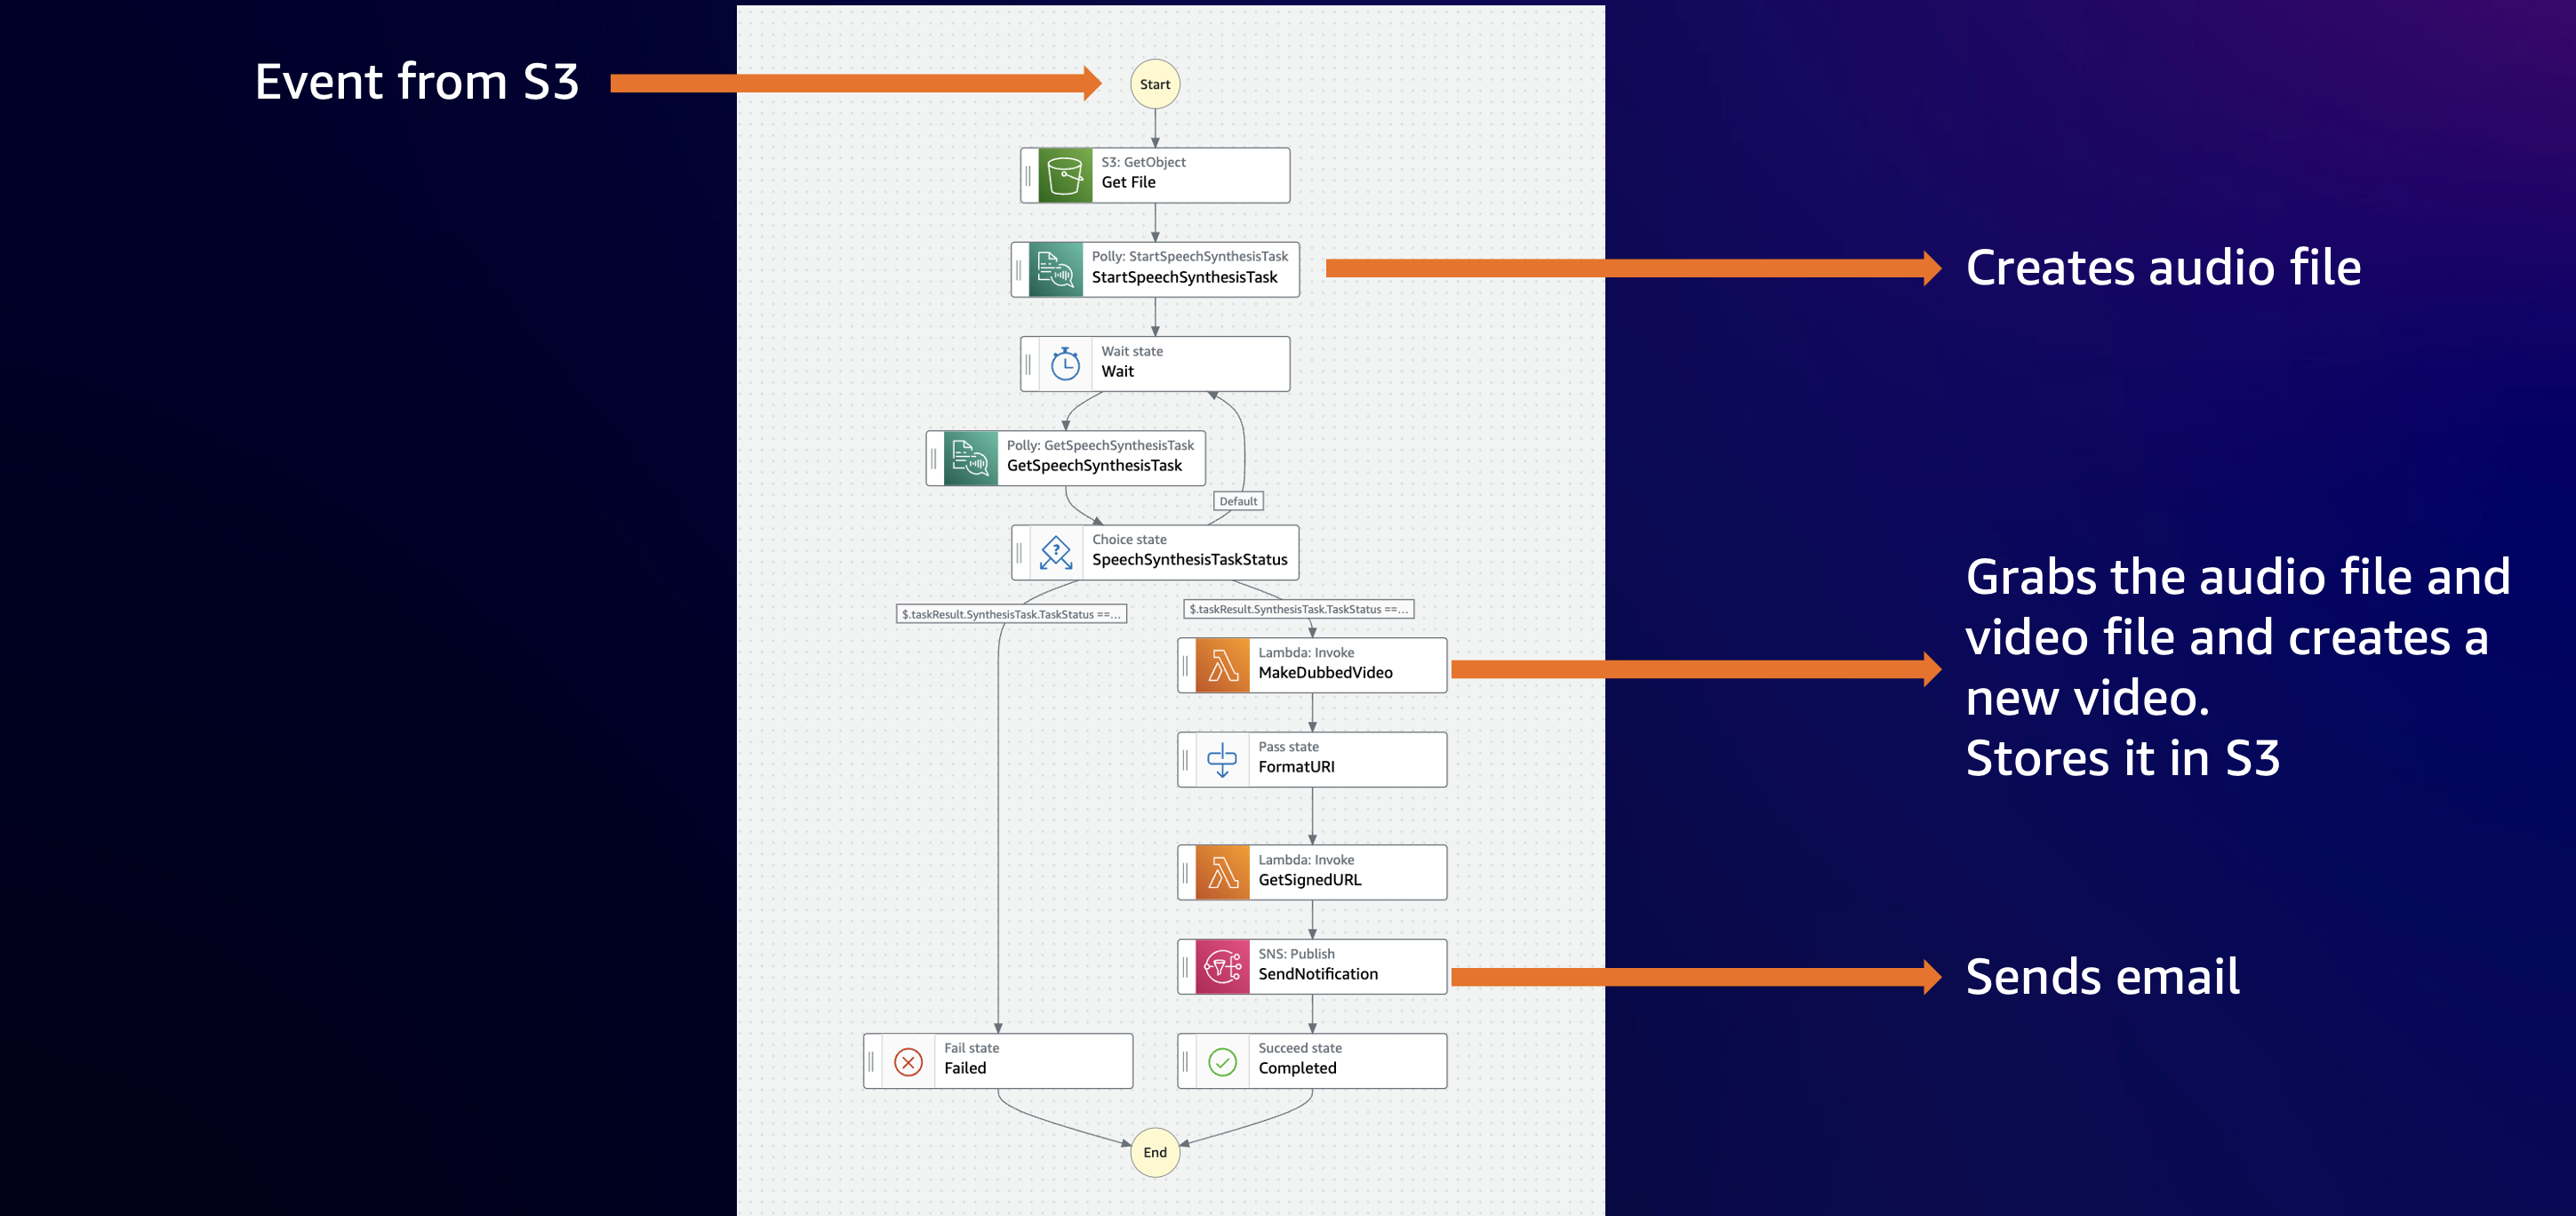 Event from S3
Start
S3: GetObject
Get File
Polly: StartSpeechSynthesisTask
StartSpeechSynthesisTask
Creates audio file
Wait state
Wait
Polly: GetSpeechSynthesisTask
GetSpeechSynthesisTask
Default
Choice state
SpeechSynthesisTaskStatus
$.taskResult.SynthesisTask.TaskStatus ==...
$.taskResult.SynthesisTask.TaskStatus ==...
Lambda: Invoke
MakeDubbedVideo
Grabs the audio file and
video file and creates a
new video.
Stores it in S3
Pass state
FormatURI
Lambda: Invoke
GetSignedURL
SNS: Publish
SendNotification
Sends email
Fail state
Failed
Succeed state
Completed
End